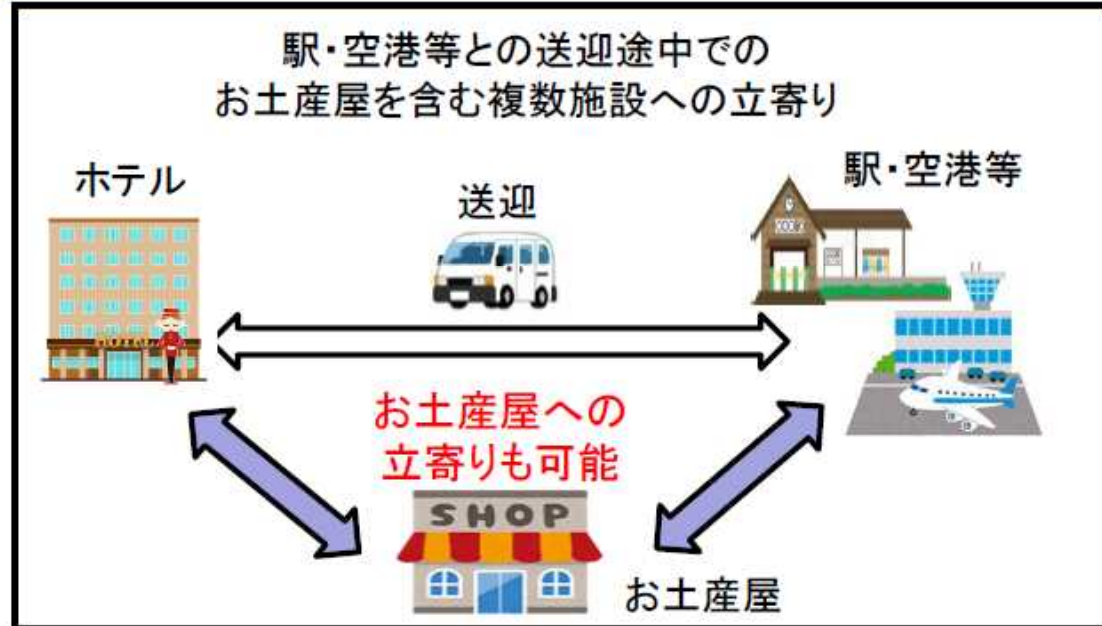 駅・空港等との送迎途中での
お土産屋を含む複数施設への立寄り
ホテル
送迎
駅・空港等
HOTEL
お土産屋への
立寄りも可能
SHOP
お土産屋